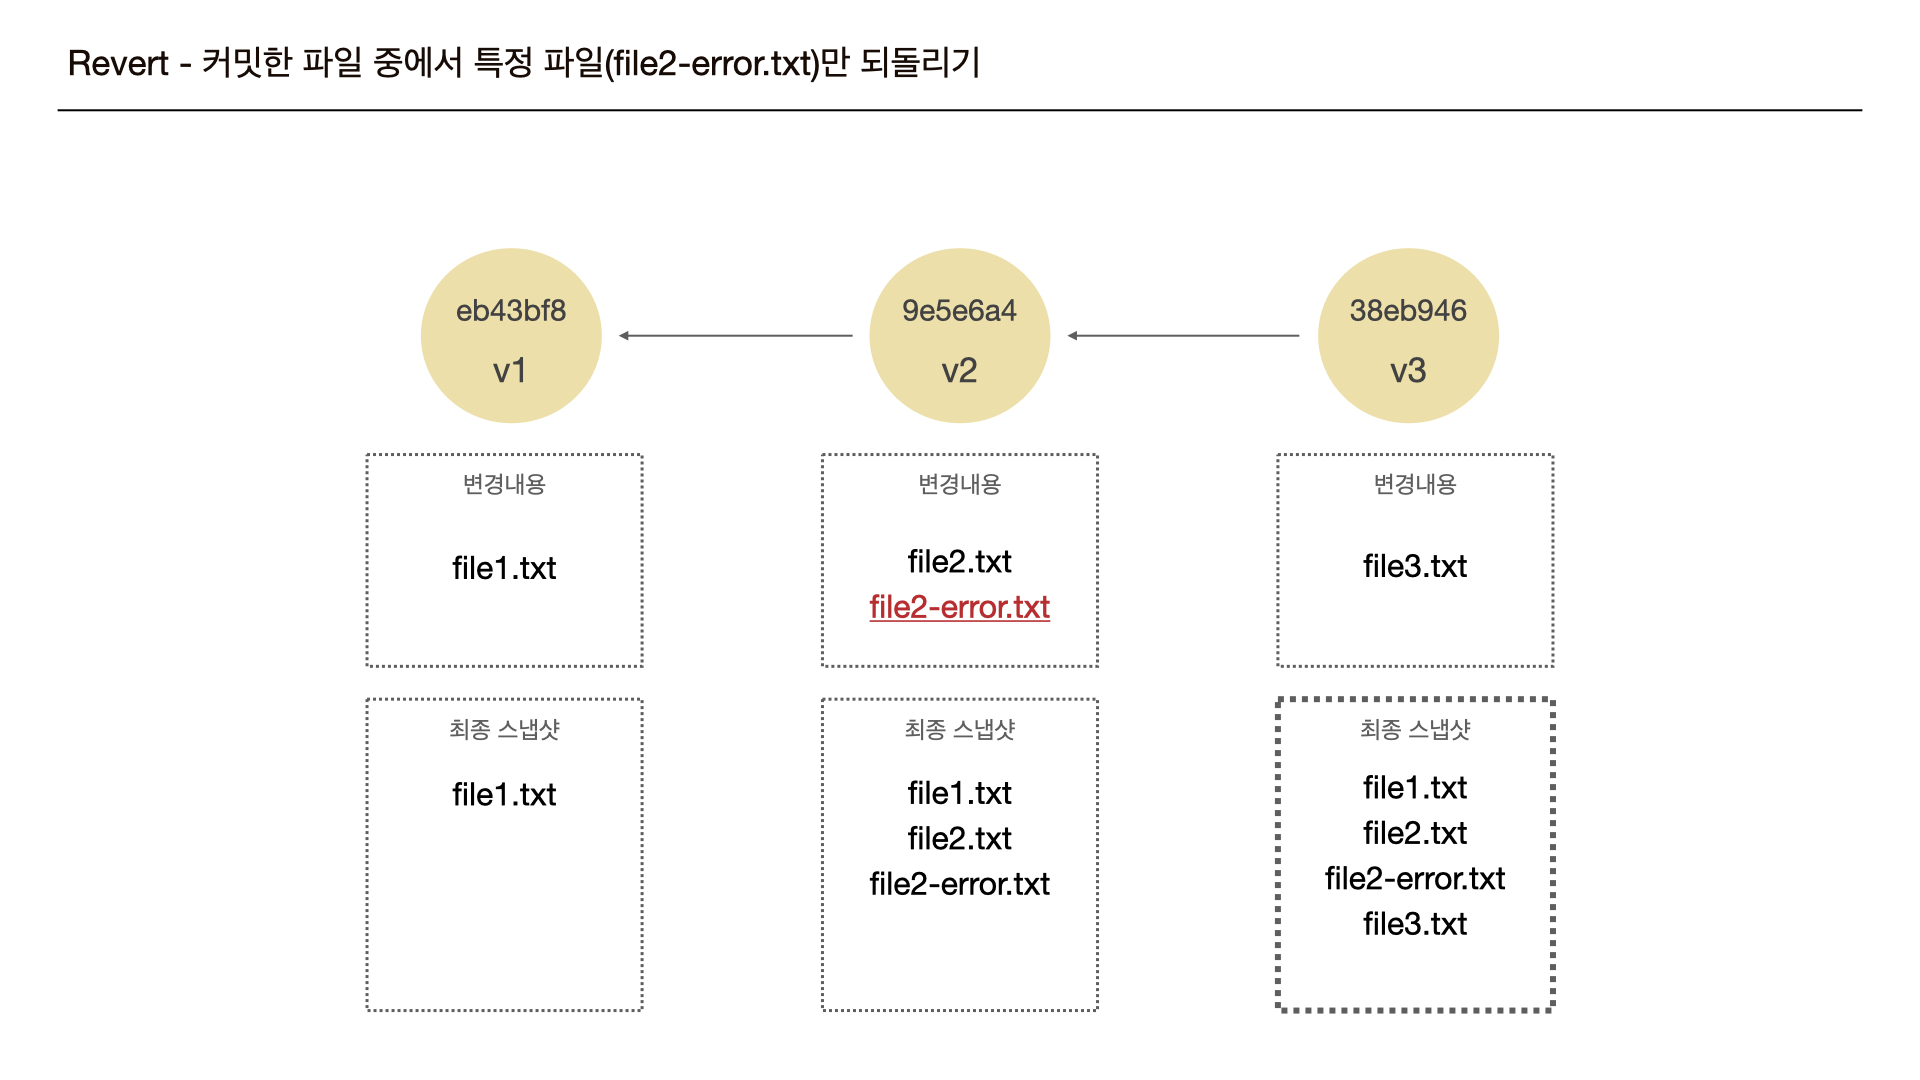 Revert - 커밋한 파일 중에서 특정 파일(file2-error.txt)만 되돌리기
eb43bf8
v1
9e5e6a4
v2
38eb946
v3
변경내용
file1.txt
변경내용
file2.txt
file2-error.txt
변경내용
file3.txt
최종 스냅샷
file1.txt
최종 스냅샷
file1.txt
file2.txt
file2-error.txt
최종 스냅샷
file1.txt
file2.txt
file2-error.txt
file3.txt